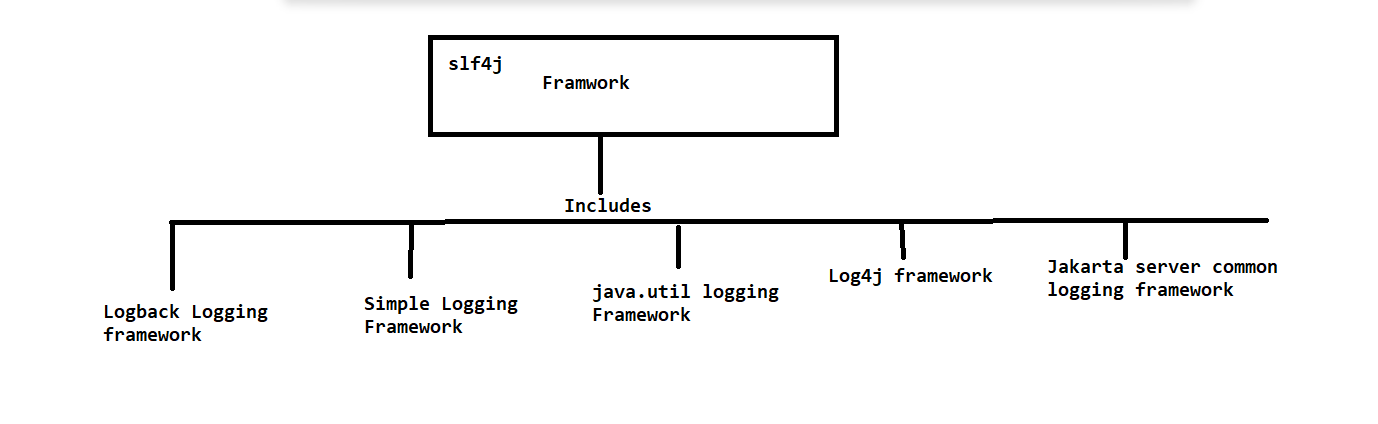 slf4j
Framwork
Includes
Logback Logging
framework
Simple Logging
Framework
java.util logging
Framework
Log4j framework
Jakarta server common
logging framework